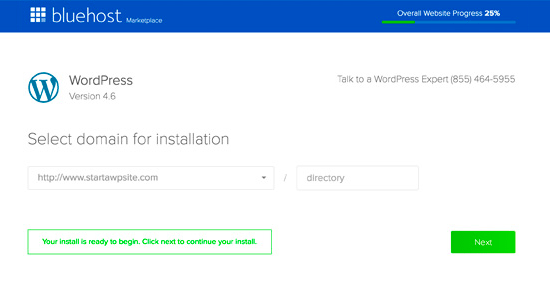 bluehost Marketplace
Overall Website Progress 25%
WordPress
Version 4.6
Talk to a WordPress Expert (855) 464-5955
Select domain for installation
http://www.startawpsite.com / directory
Your install is ready to begin. Click next to continue your install.
Next